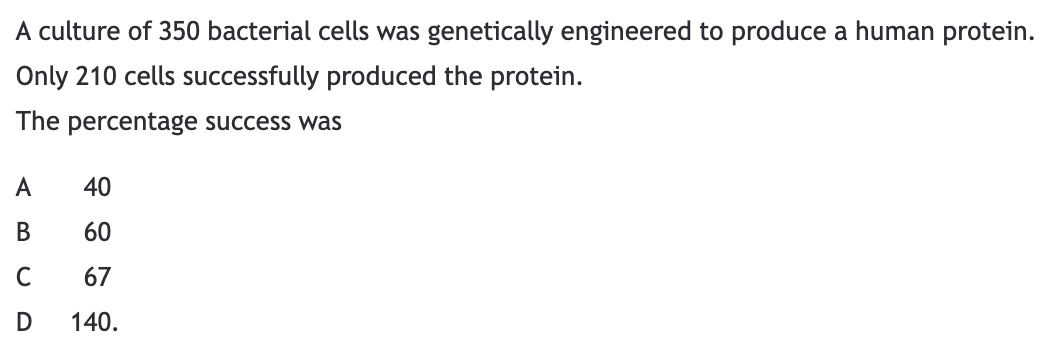 A culture of 350 bacterial cells was genetically engineered to produce a human protein.
Only 210 cells successfully produced the protein.
The percentage success was
A 40
B 60
C 67
D 140.